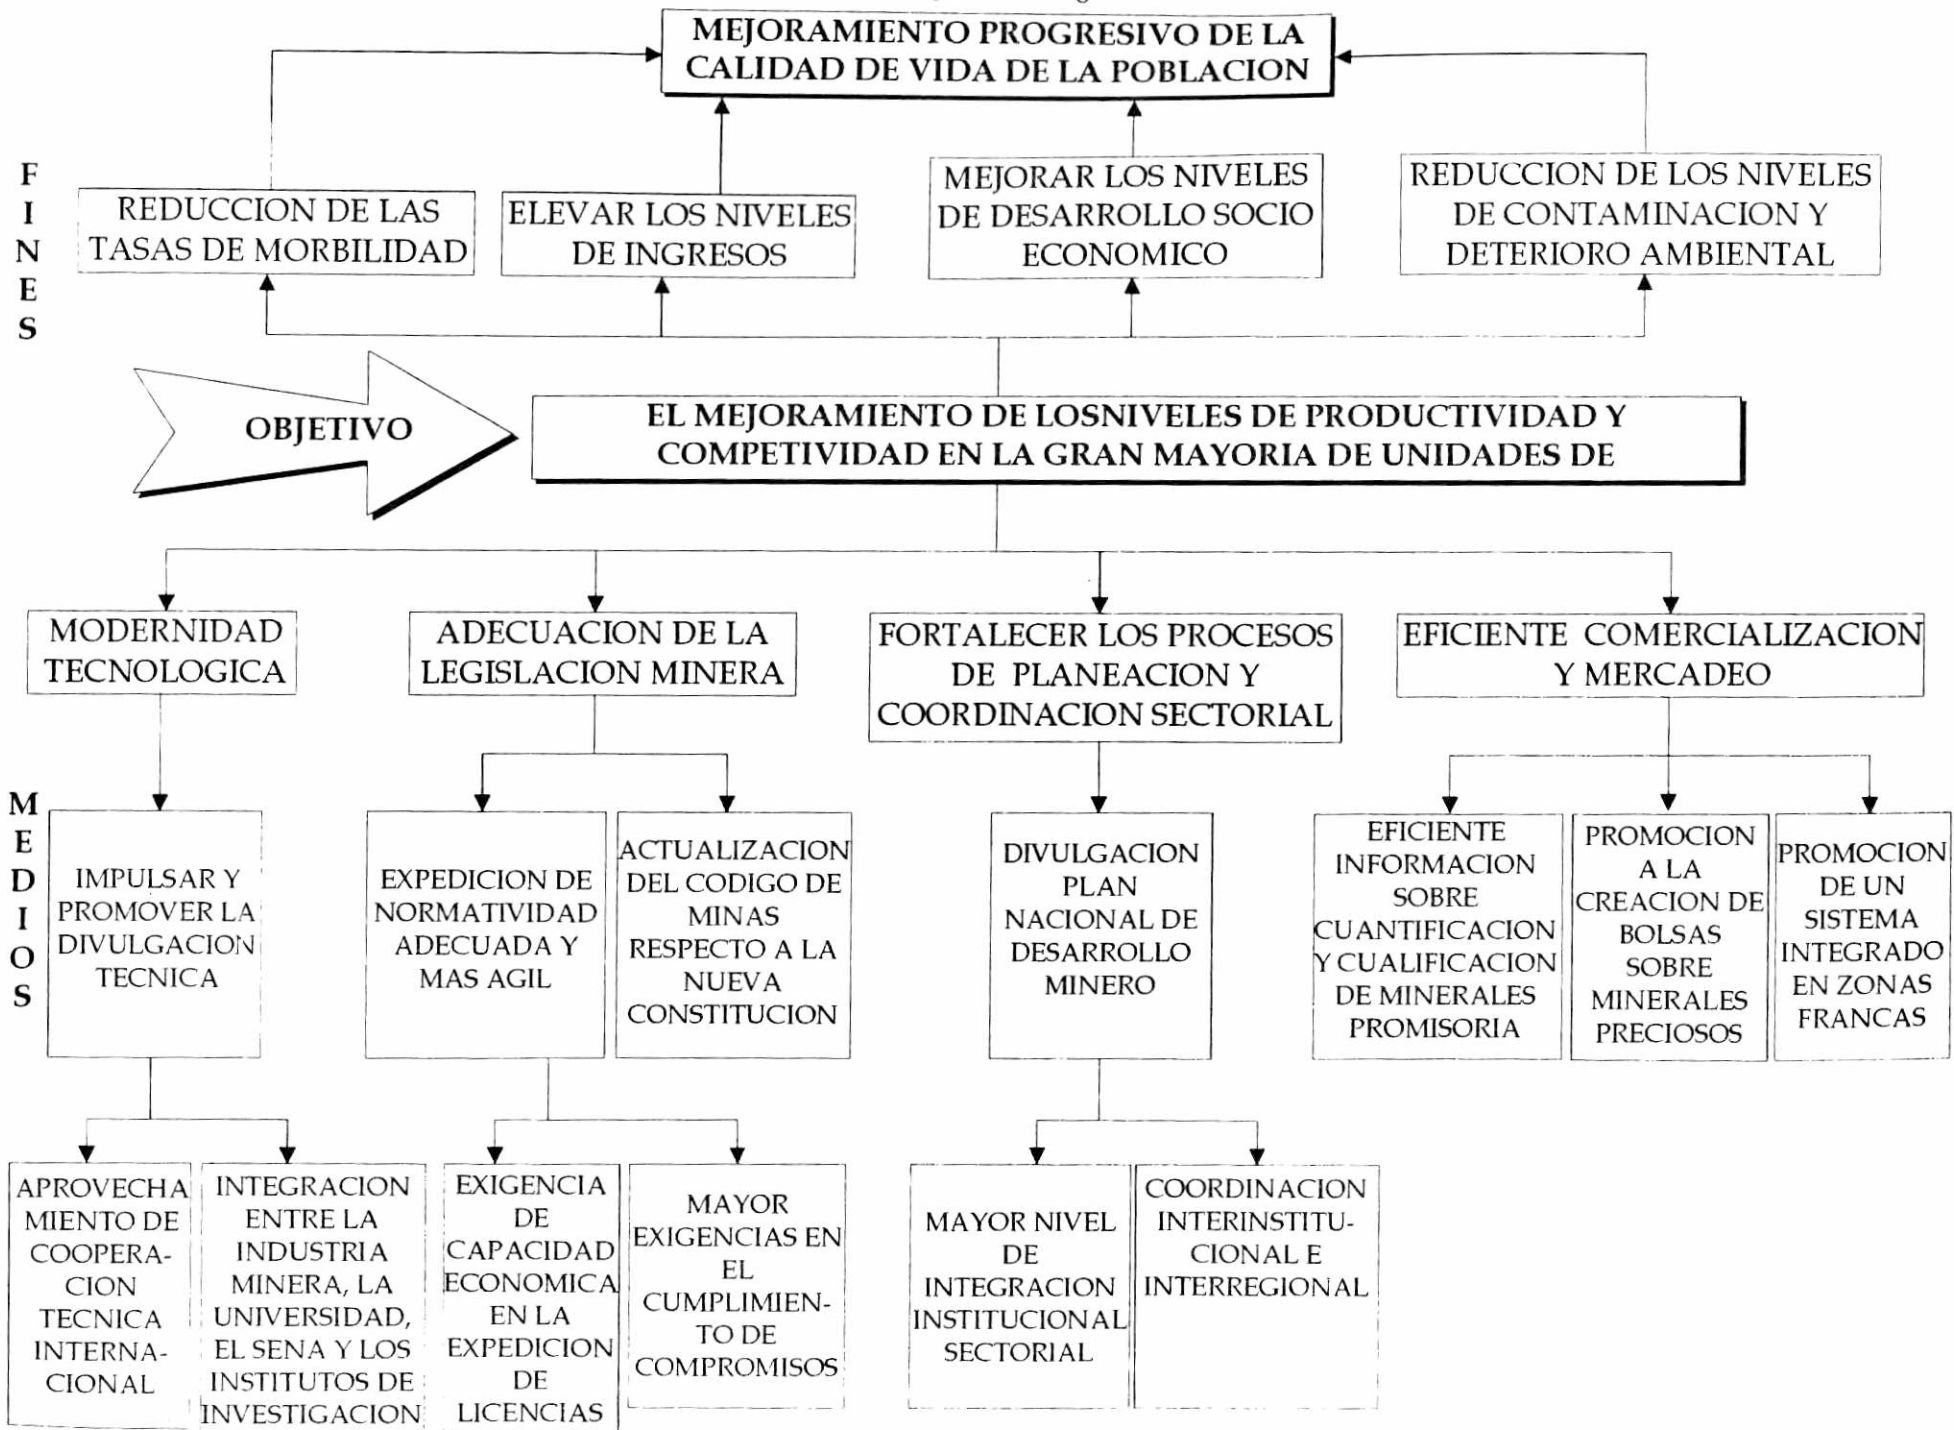 MEJORAMIENTO PROGRESIVO DE LA
CALIDAD DE VIDA DE LA POBLACION
FINES
REDUCCION DE LAS
TASAS DE MORBILIDAD
ELEVAR LOS NIVELES
DE INGRESOS
MEJORAR LOS NIVELES
DE DESARROLLO SOCIO
ECONOMICO
REDUCCION DE LOS NIVELES
DE CONTAMINACION Y
DETERIORO AMBIENTAL
OBJETIVO
EL MEJORAMIENTO DE LOSNIVELES DE PRODUCTIVIDAD Y
COMPETIVIDAD EN LA GRAN MAYORIA DE UNIDADES DE
MODERNIDAD
TECNOLOGICA
ADECUACION DE LA
LEGISLACION MINERA
FORTALECER LOS PROCESOS
DE PLANEACION Y
COORDINACION SECTORIAL
EFICIENTE COMERCIALIZACION
Y MERCADEO
MEDIOS
IMPULSAR Y
PROMOVER LA
DIVULGACION
TECNICA
EXPEDICION DE
NORMATIVIDAD
ADECUADA Y
MAS AGIL
ACTUALIZACION
DEL CODIGO DE
MINAS
RESPECTO A LA
NUEVA
CONSTITUCION
DIVULGACION
PLAN
NACIONAL DE
DESARROLLO
MINERO
EFICIENTE
INFORMACION
SOBRE
CUANTIFICACION
Y CUALIFICACION
DE MINERALES
PROMISORIA
PROMOCION
A LA
CREACION DE
BOLSAS
SOBRE
MINERALES
PRECIOSOS
PROMOCION
DE UN
SISTEMA
INTEGRADO
EN ZONAS
FRANCAS
APROVECHA
MIENTO DE
COOPERA-
CION
TECNICA
INTERNA-
CIONAL
INTEGRACION
ENTRE LA
INDUSTRIA
MINERA, LA
UNIVERSIDAD,
EL SENA Y LOS
INSTITUTOS DE
INVESTIGACION
EXIGENCIA
DE
CAPACIDAD
ECONOMICA
EN LA
EXPEDICION
DE
LICENCIAS
MAYOR
EXIGENCIAS EN
EL
CUMPLIMIEN-
TO DE
COMPROMISOS
MAYOR NIVEL
DE
INTEGRACION
INSTITUCIONAL
SECTORIAL
COORDINACION
INTERINSTITU-
CIONAL E
INTERREGIONAL